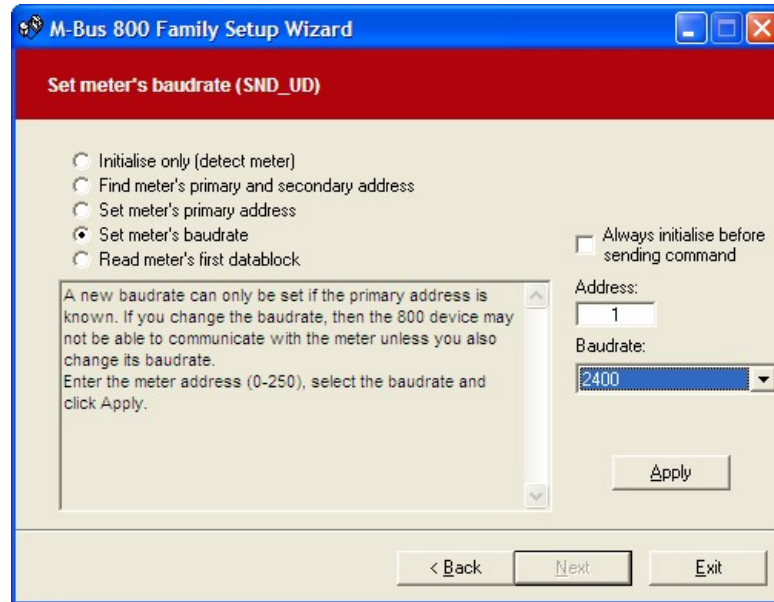 M-Bus 800 Family Setup Wizard
Set meter's baudrate (SND_UD)
Initialise only (detect meter)
Find meter's primary and secondary address
Set meter's primary address
Set meter's baudrate
Read meter's first datablock
A new baudrate can only be set if the primary address is
known. If you change the baudrate, then the 800 device may
not be able to communicate with the meter unless you also
change its baudrate.
Enter the meter address (0-250), select the baudrate and
click Apply.
Always initialise before
sending command
Address:
1
Baudrate:
2400
Apply
< Back
Next
Exit